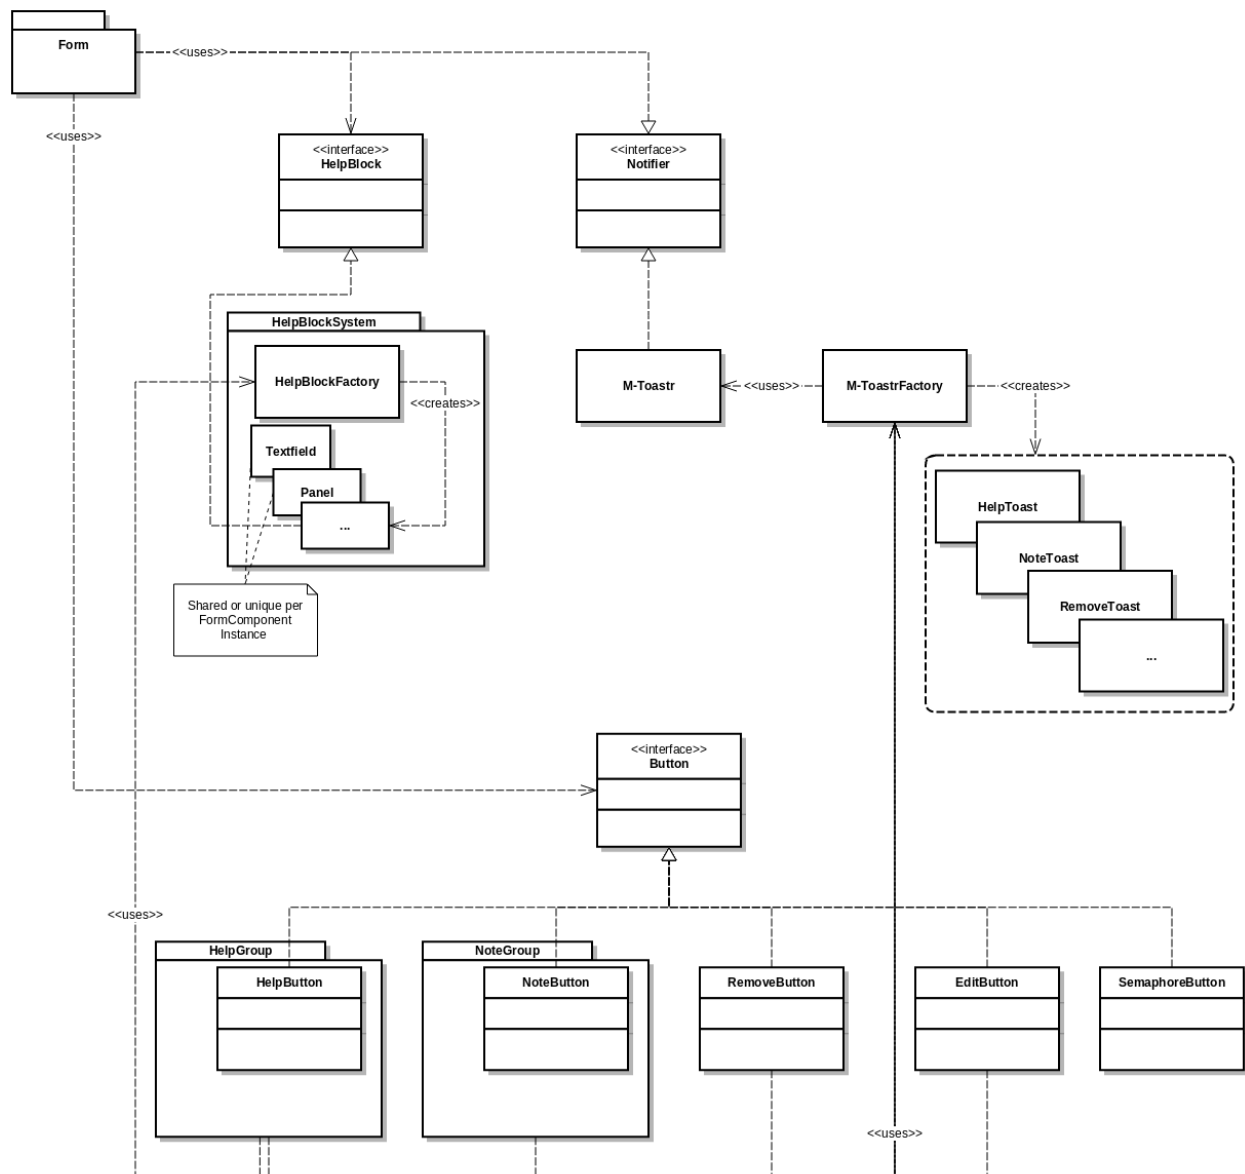 Form
<<uses>>
<<uses>>
<<interface>>
HelpBlock
<<interface>>
Notifier
HelpBlockSystem
HelpBlockFactory
<<creates>>
Textfield
Panel
...
Shared or unique per
FormComponent
Instance
M-Toastr
<<uses>>
M-ToastrFactory
<<creates>>
HelpToast
NoteToast
RemoveToast
...
<<interface>>
Button
<<uses>>
HelpGroup
HelpButton
NoteGroup
NoteButton
RemoveButton
EditButton
SemaphoreButton
<<uses>>